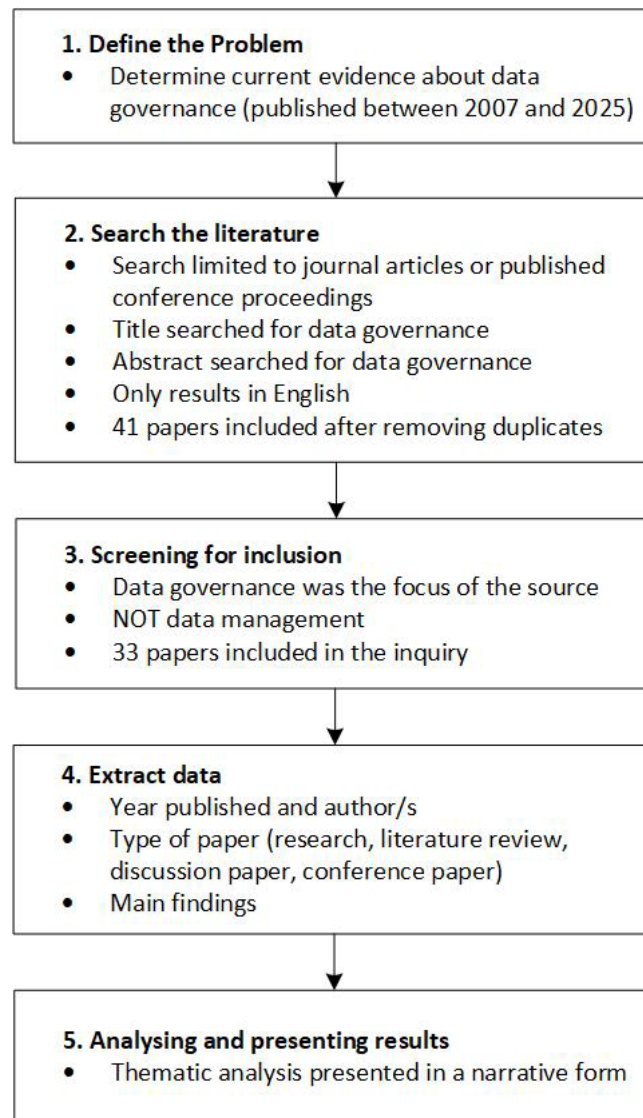 1. Define the Problem
• Determine current evidence about data
governance (published between 2007 and 2025)
2. Search the literature
• Search limited to journal articles or published
conference proceedings
• Title searched for data governance
• Abstract searched for data governance
• Only results in English
• 41 papers included after removing duplicates
3. Screening for inclusion
• Data governance was the focus of the source
• NOT data management
• 33 papers included in the inquiry
4. Extract data
• Year published and author/s
• Type of paper (research, literature review,
discussion paper, conference paper)
• Main findings
5. Analysing and presenting results
• Thematic analysis presented in a narrative form